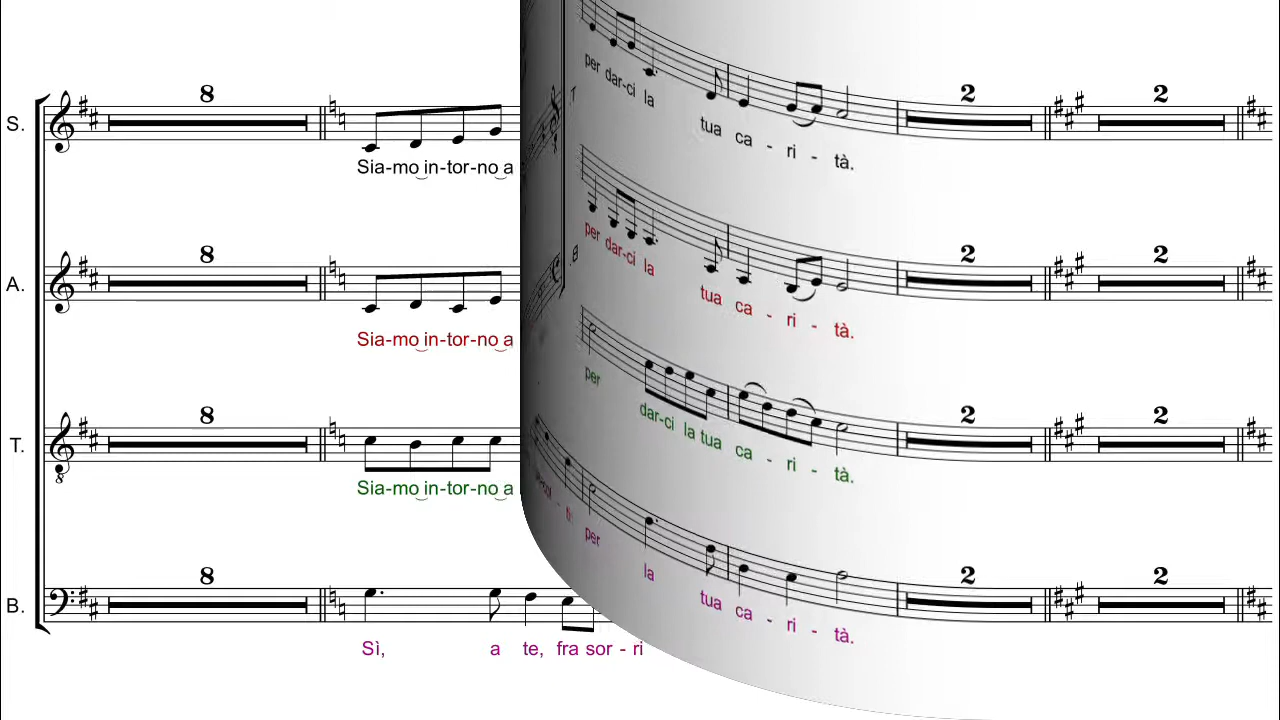 S. 8 2 2
Sia-mo in-tor-no a
per dar-ci la tua ca - ri - tà.
A. 8 2 2
Sia-mo in-tor-no a
per dar-ci la tua ca - ri - tà.
T. 8 2 2
Sia-mo in-tor-no a
per dar-ci la tua ca - ri - tà.
B. 8 2 2
Sì, a te, fra sor - ri
per la tua ca - ri - tà.